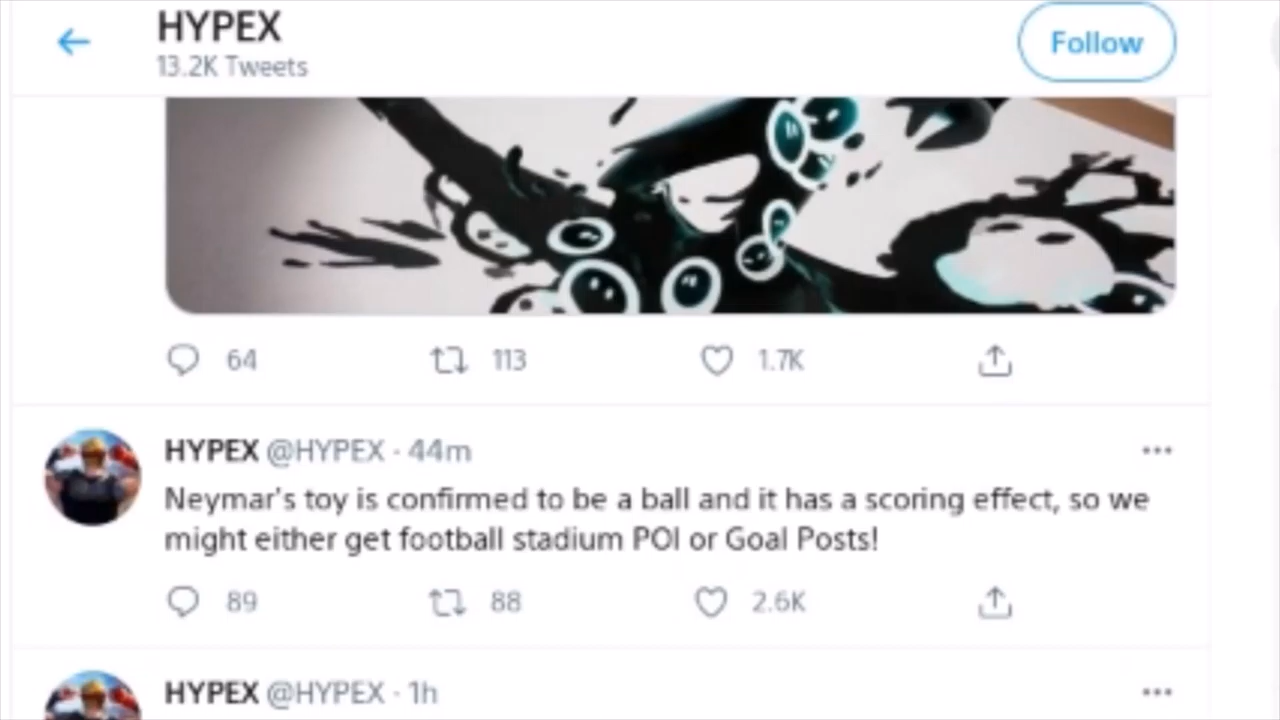 HYPEX
13.2K Tweets
Follow
64 113 1.7K
HYPEX @HYPEX · 44m
Neymar's toy is confirmed to be a ball and it has a scoring effect, so we
might either get football stadium POI or Goal Posts!
89 88 2.6K
HYPEX @HYPEX · 1h